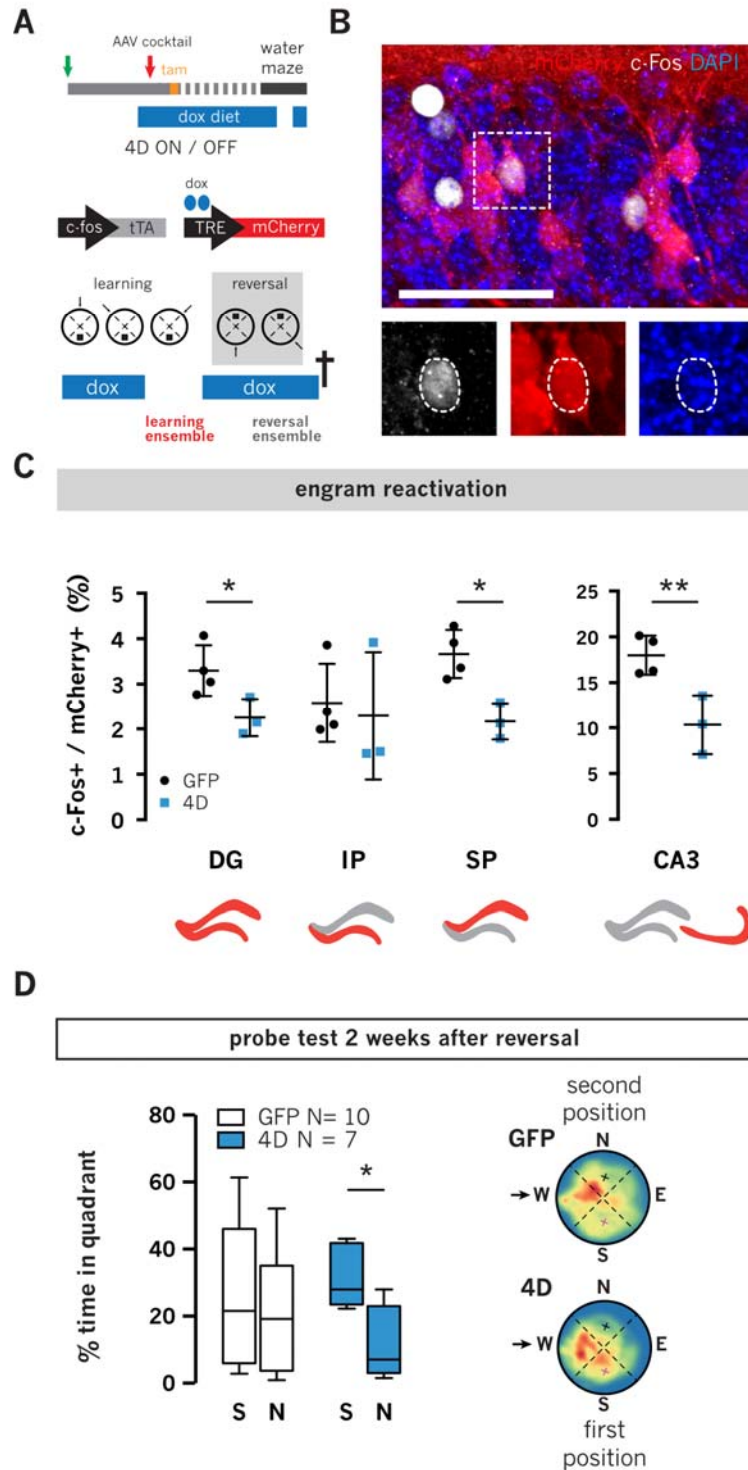 A
AAV cocktail
water
maze
tam
dox diet
4D ON / OFF
dox
c-fos tTA TRE mCherry
learning reversal
dox dox
learning reversal
ensemble ensemble
B
mCherry c-Fos DAPI
C
engram reactivation
c-Fos+ / mCherry+ (%)
5
4
3
2
1
0
GFP
4D
* * **
25
20
15
10
5
0
DG IP SP CA3
D
probe test 2 weeks after reversal
% time in quadrant
80
60
40
20
0
GFP N= 10
4D N = 7
*
S N S N
second
position
GFP
N
W E
S
4D
N
W E
S
first
position